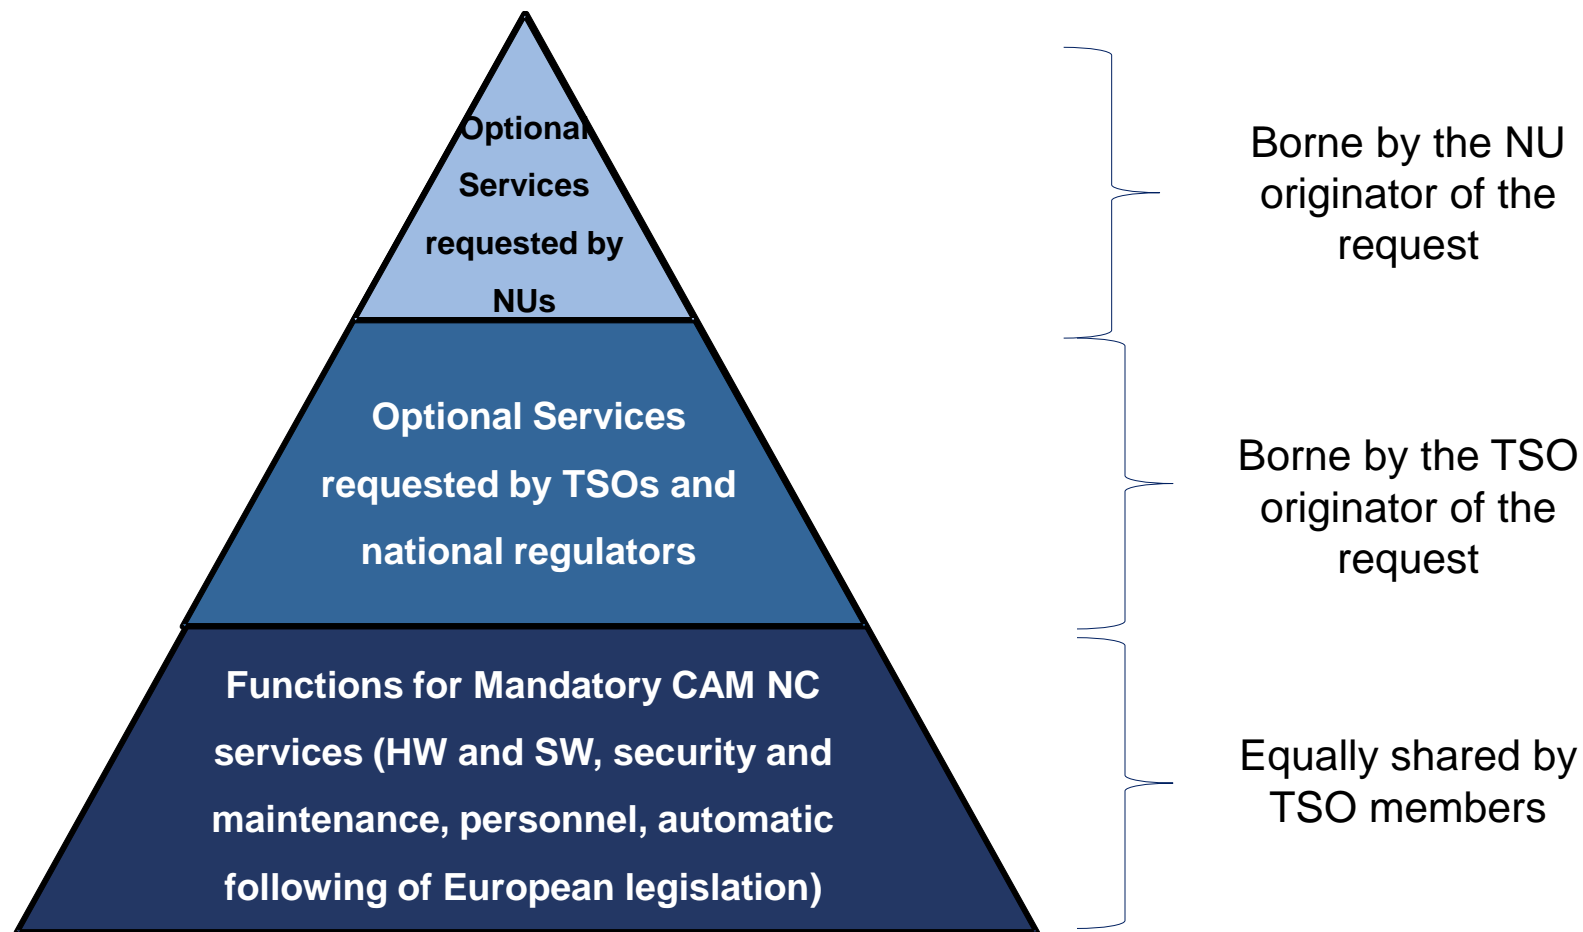 Optional
Services
requested by
NUs
Borne by the NU
originator of the
request
Optional Services
requested by TSOs and
national regulators
Borne by the TSO
originator of the
request
Functions for Mandatory CAM NC
services (HW and SW, security and
maintenance, personnel, automatic
following of European legislation)
Equally shared by
TSO members